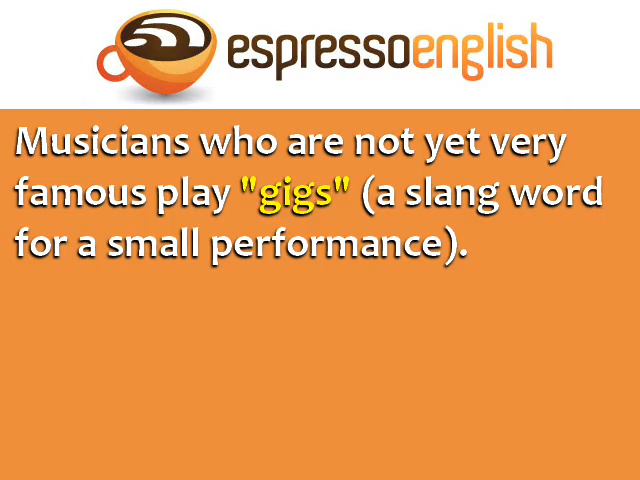 espressoenglish
Musicians who are not yet very
famous play "gigs" (a slang word
for a small performance).